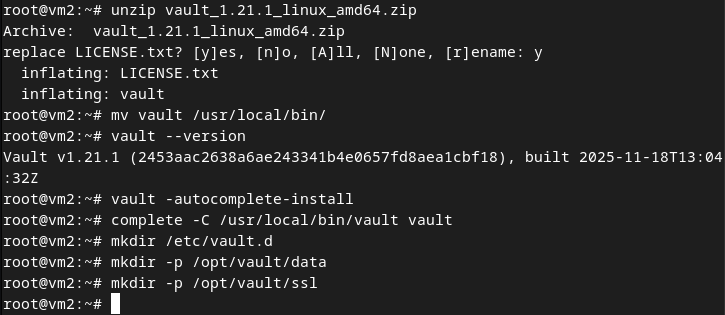 root@vm2:~# unzip vault_1.21.1_linux_amd64.zip
Archive:  vault_1.21.1_linux_amd64.zip
replace LICENSE.txt? [y]es, [n]o, [A]ll, [N]one, [r]ename: y
  inflating: LICENSE.txt
  inflating: vault
root@vm2:~# mv vault /usr/local/bin/
root@vm2:~# vault --version
Vault v1.21.1 (2453aac2638a6ae243341b4e0657fd8aea1cbf18), built 2025-11-18T13:04
:32Z
root@vm2:~# vault -autocomplete-install
root@vm2:~# complete -C /usr/local/bin/vault vault
root@vm2:~# mkdir /etc/vault.d
root@vm2:~# mkdir -p /opt/vault/data
root@vm2:~# mkdir -p /opt/vault/ssl
root@vm2:~#